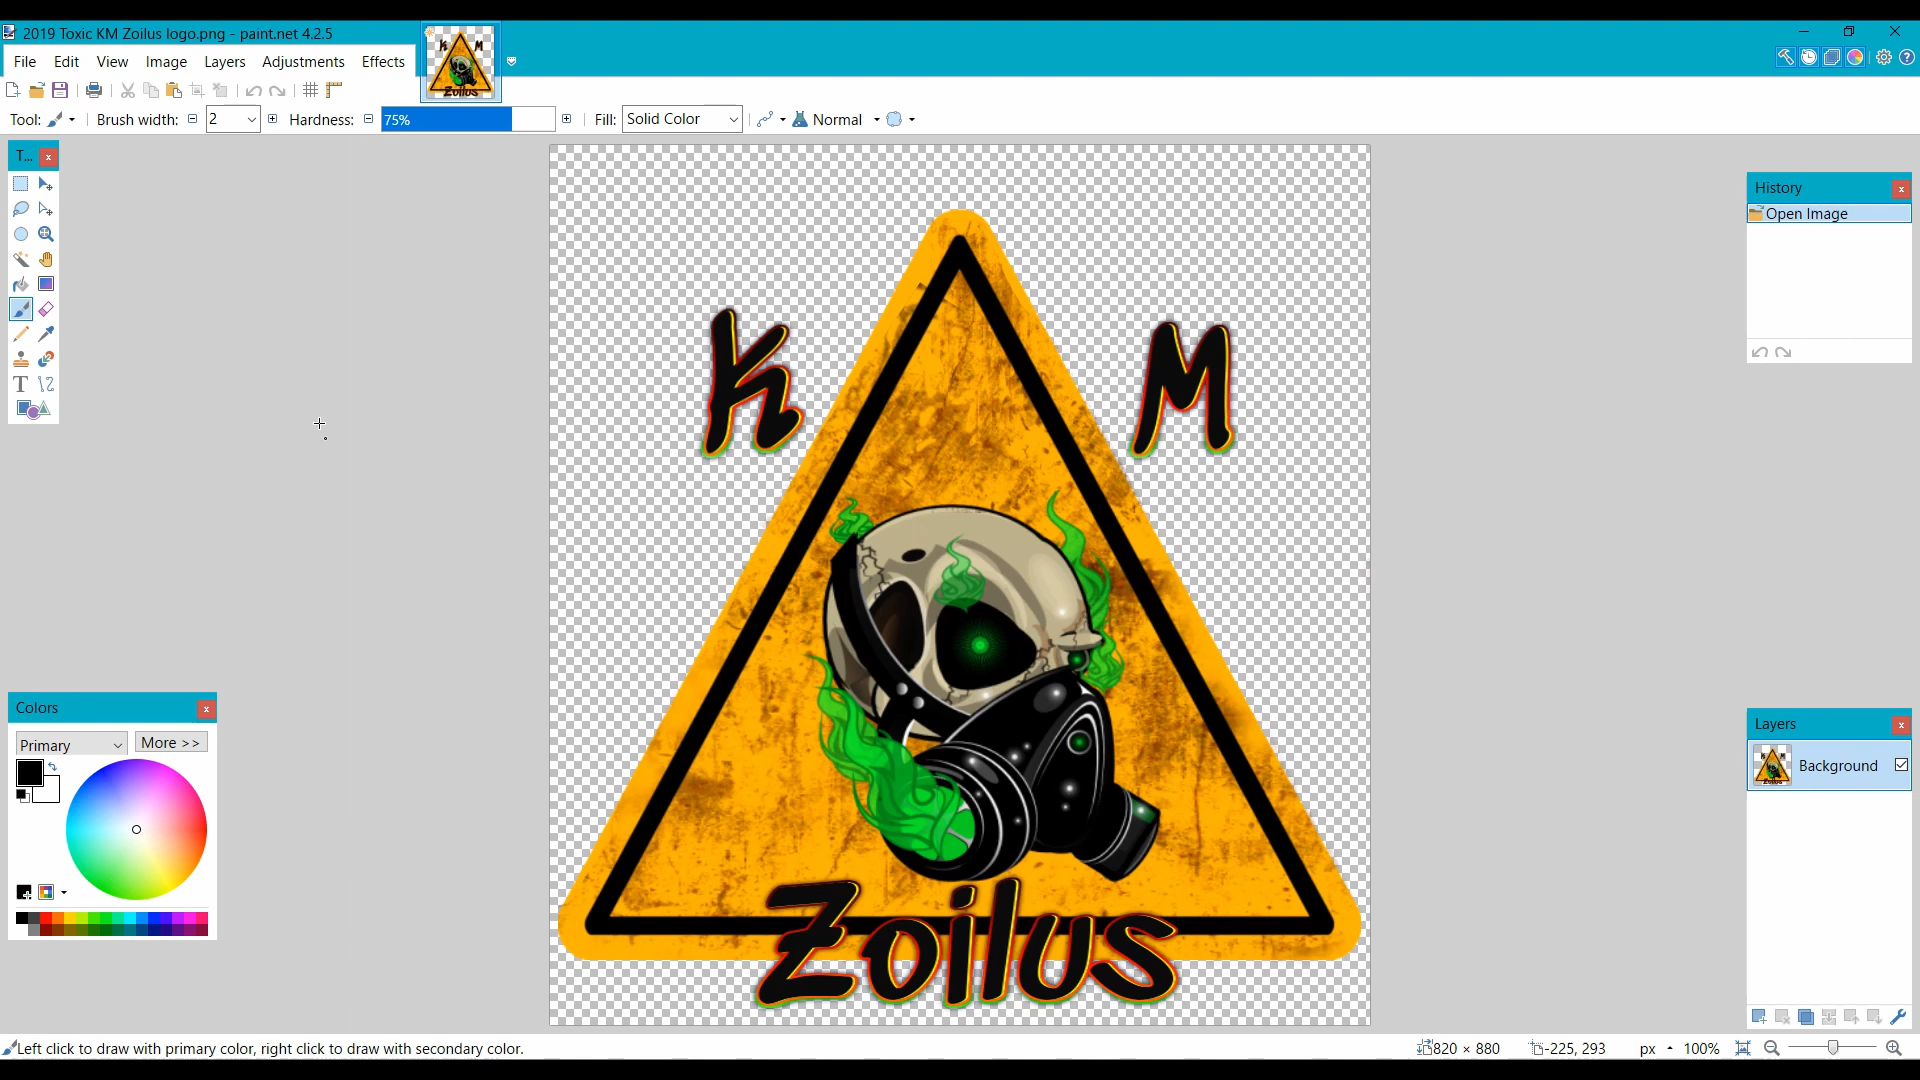 2019 Toxic KM Zoilus logo.png - paint.net 4.2.5
File Edit View Image Layers Adjustments Effects
Tool: Brush width: 2 Hardness: 75% Fill: Solid Color Normal
T...
History
Open Image
K M
Zoilus
Colors
Primary More >>
Layers
Background
Left click to draw with primary color, right click to draw with secondary color.
820 × 880 -225, 293 px 100%